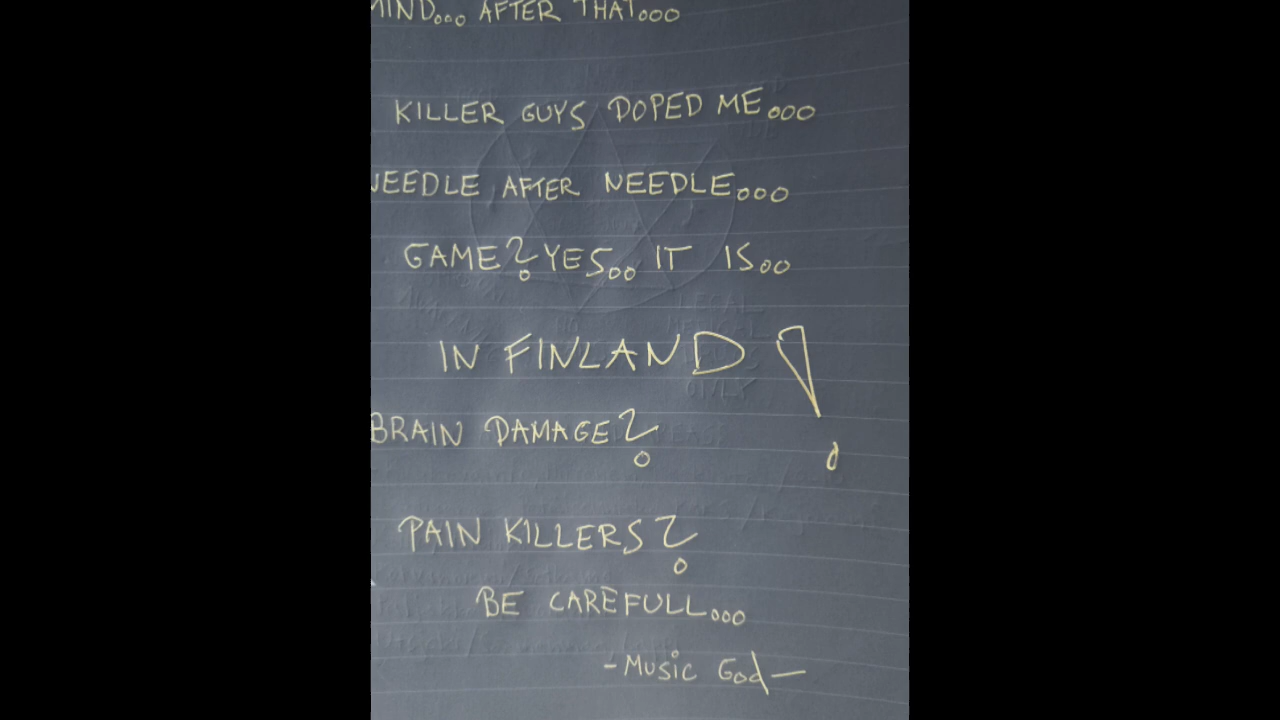 MIND... AFTER THAT...
KILLER GUYS DOPED ME...
NEEDLE AFTER NEEDLE...
GAME? YES.. IT IS..
IN FINLAND!
BRAIN DAMAGE?
PAIN KILLERS?
BE CAREFULL...
-Music God-